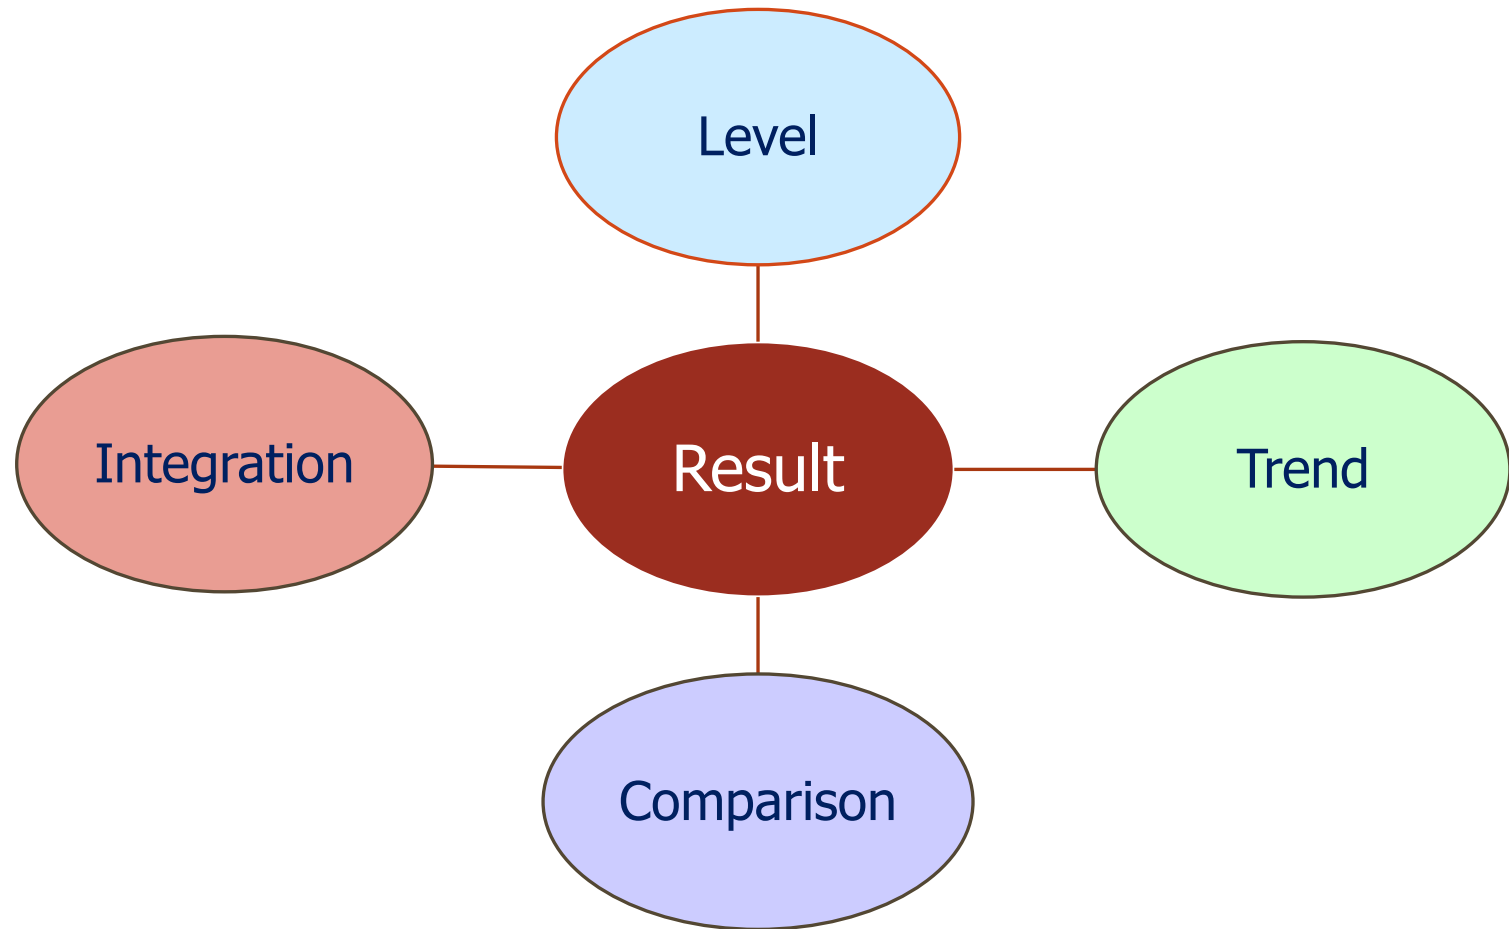 Level
Integration
Result
Trend
Comparison